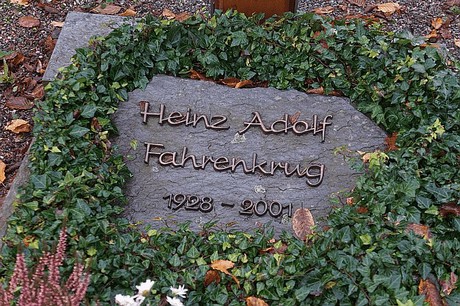 Heinz Adolf
Fahrenkrug
1928 - 2001